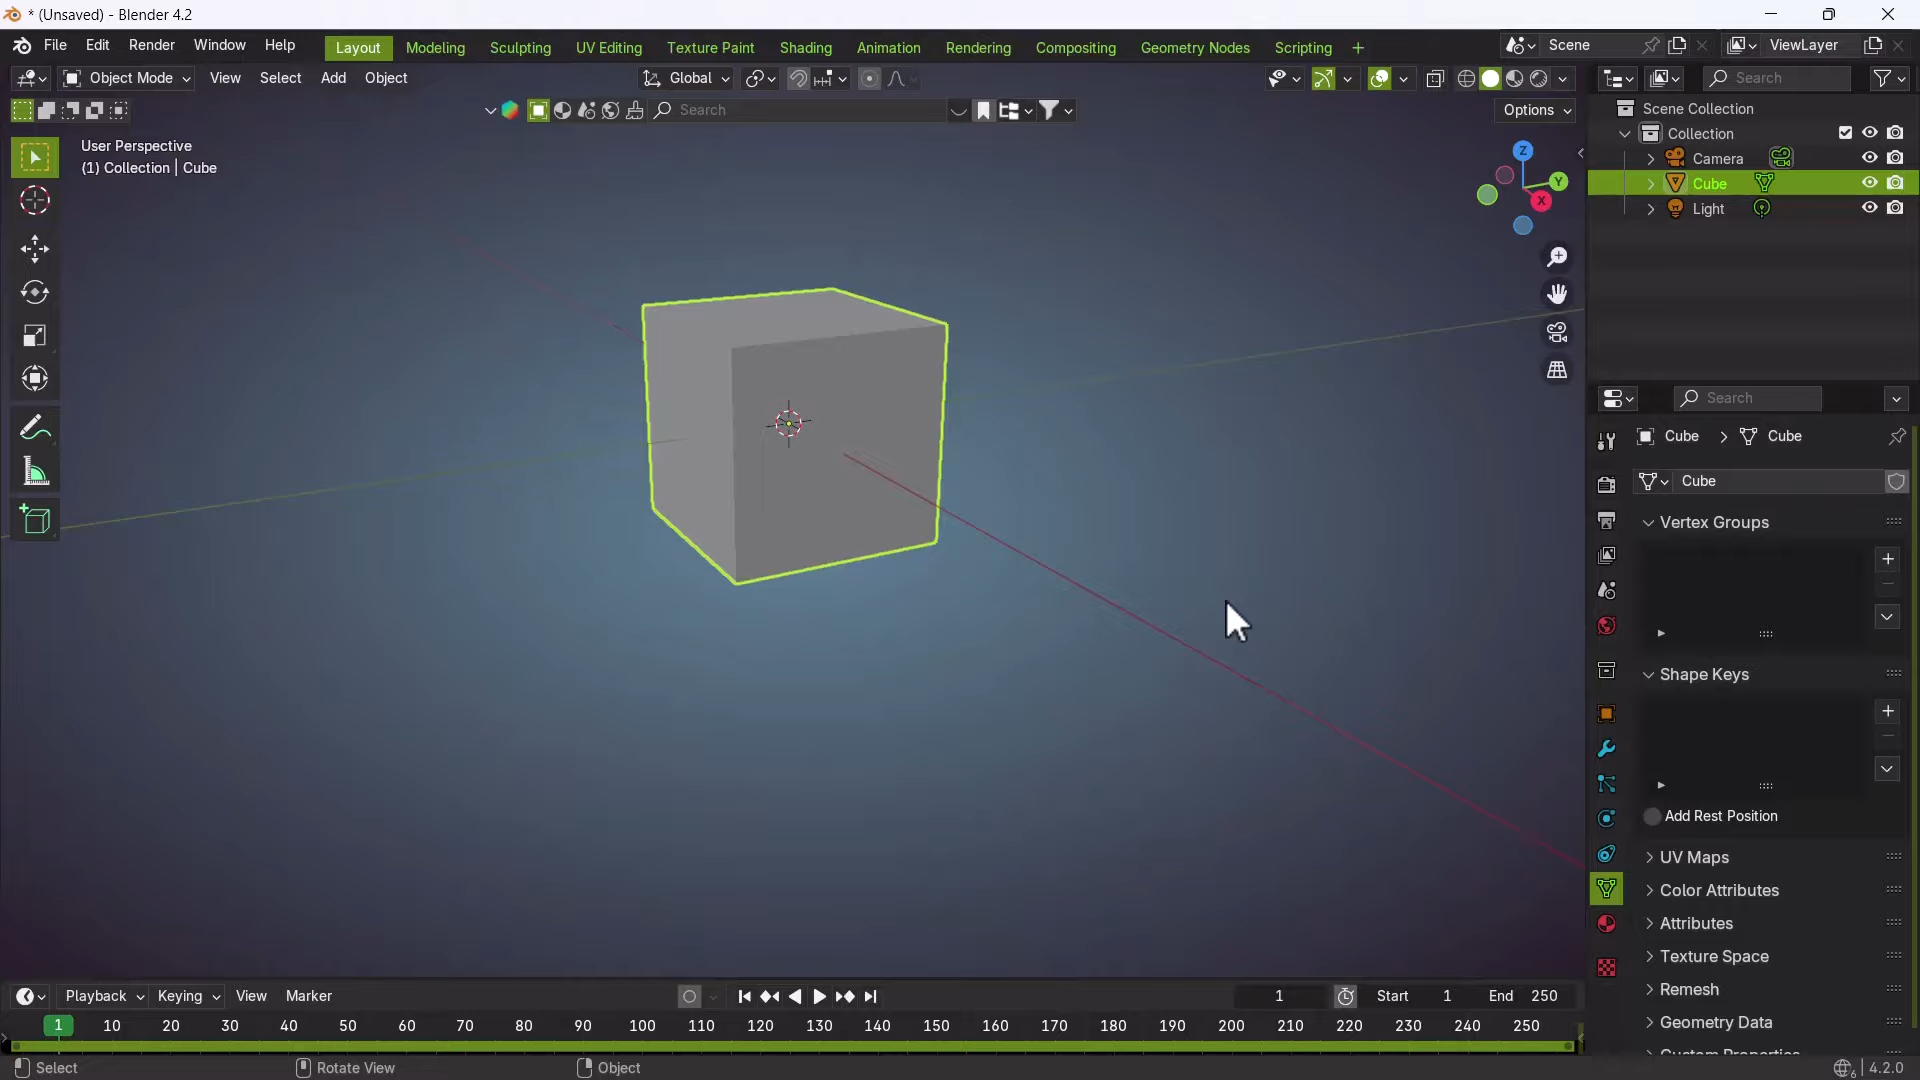 * (Unsaved) - Blender 4.2
File Edit Render Window Help Layout Modeling Sculpting UV Editing Texture Paint Shading Animation Rendering Compositing Geometry Nodes Scripting + Scene ViewLayer
Object Mode View Select Add Object Global Search
Search Options
User Perspective
(1) Collection | Cube
Z
Y
X
Scene Collection
Collection
Camera
Cube
Light
Search
Cube > Cube
Cube
Vertex Groups
Shape Keys
Add Rest Position
UV Maps
Color Attributes
Attributes
Texture Space
Remesh
Geometry Data
Custom Properties
Playback Keying View Marker 1 Start 1 End 250
1 10 20 30 40 50 60 70 80 90 100 110 120 130 140 150 160 170 180 190 200 210 220 230 240 250
Select Rotate View Object 4.2.0